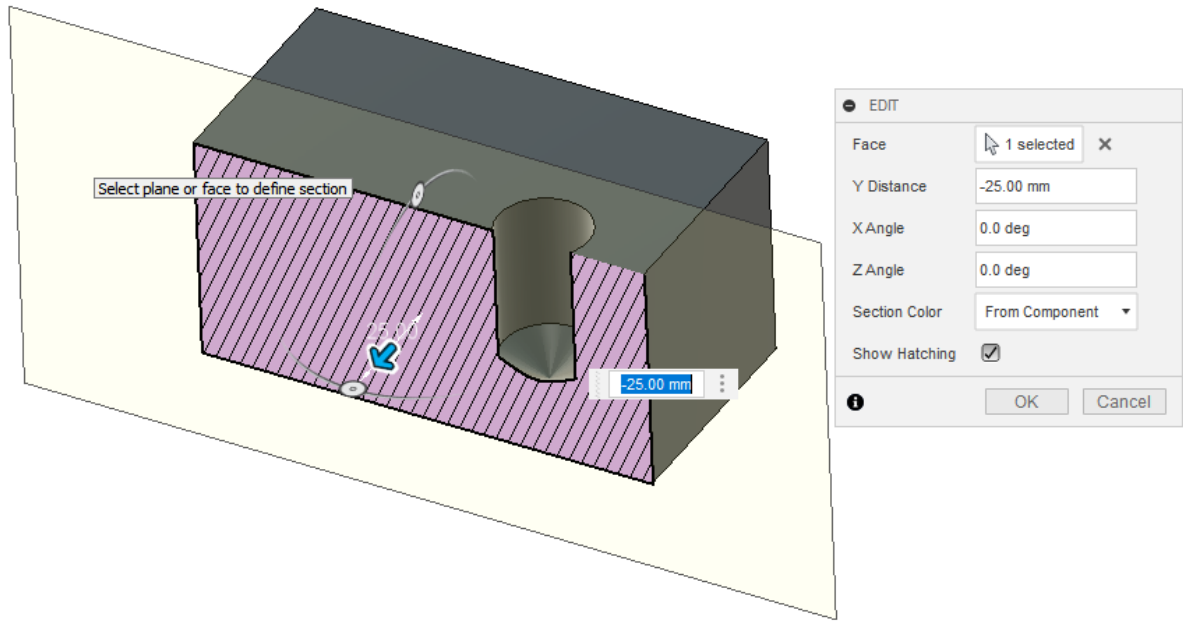 Select plane or face to define section
25.00
-25.00 mm
EDIT
Face 1 selected
Y Distance -25.00 mm
X Angle 0.0 deg
Z Angle 0.0 deg
Section Color From Component
Show Hatching
OK Cancel